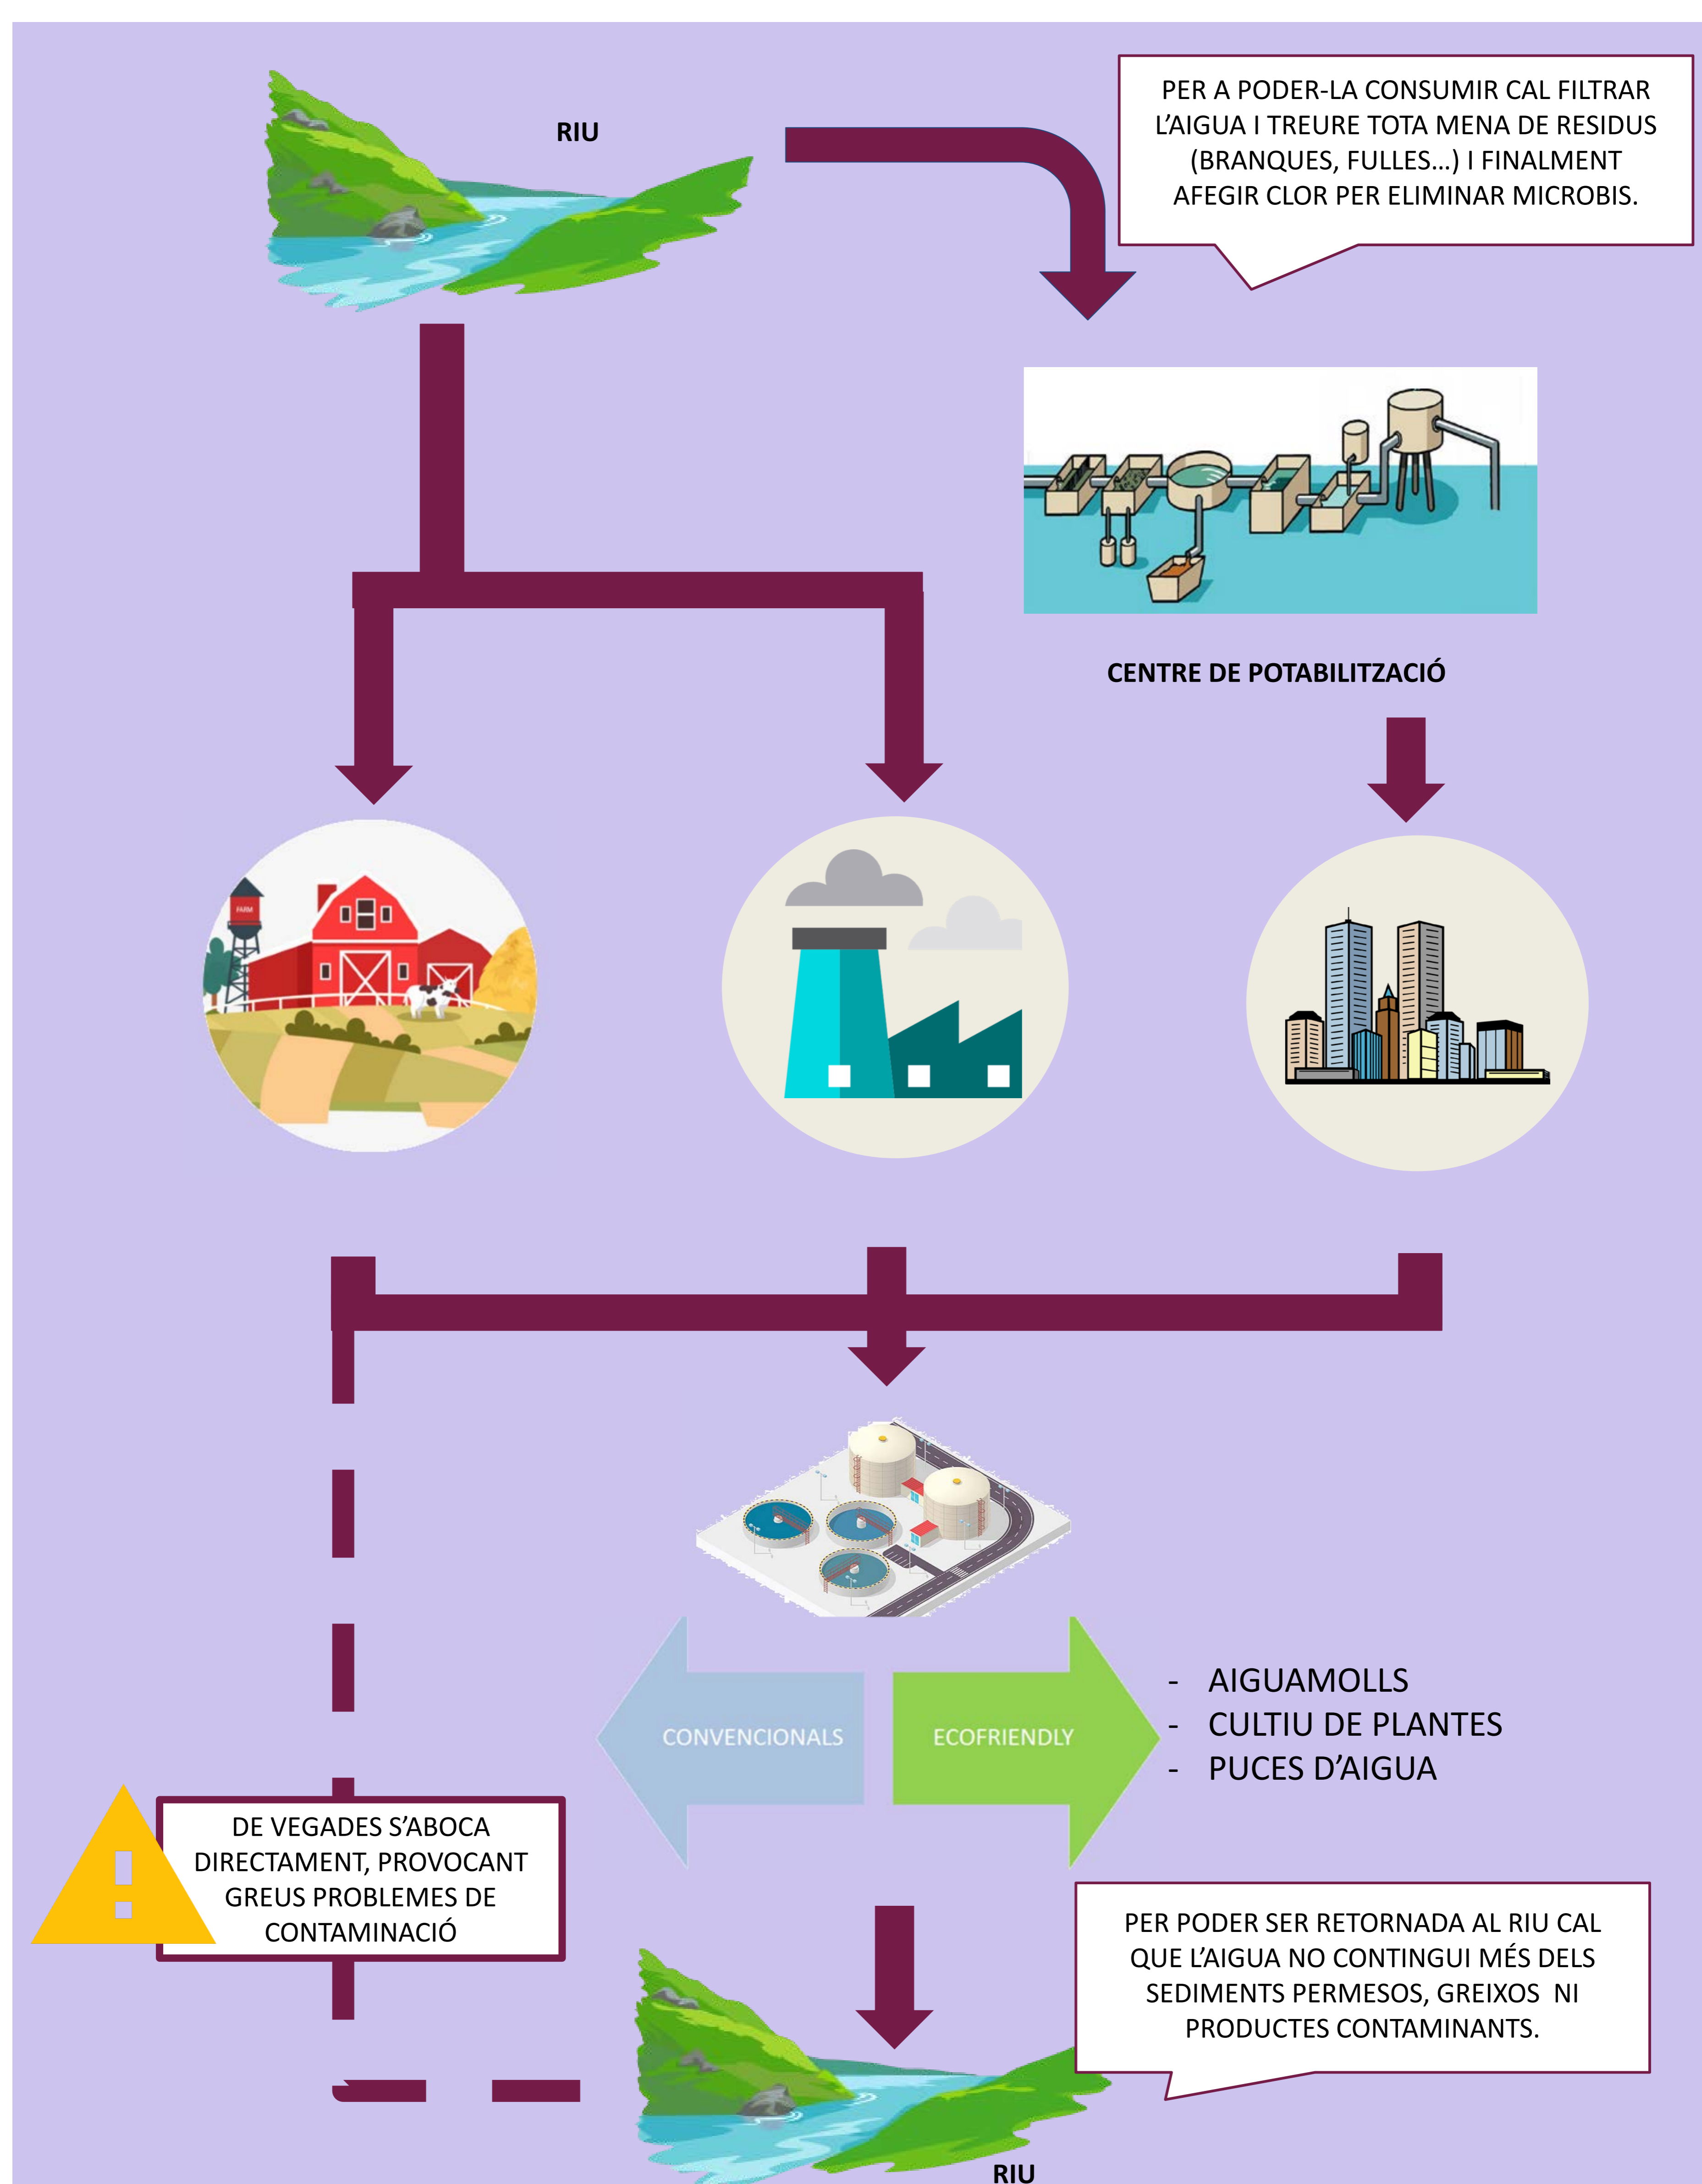 RIU
PER A PODER-LA CONSUMIR CAL FILTRAR
L'AIGUA I TREURE TOTA MENA DE RESIDUS
(BRANQUES, FULLES...) I FINALMENT
AFEGIR CLOR PER ELIMINAR MICROBIS.
CENTRE DE POTABILITZACIÓ
FARM
CONVENCIONALS
ECOFRIENDLY
- AIGUAMOLLS
- CULTIU DE PLANTES
- PUCES D'AIGUA
DE VEGADES S'ABOCA
DIRECTAMENT, PROVOCANT
GREUS PROBLEMES DE
CONTAMINACIÓ
PER PODER SER RETORNADA AL RIU CAL
QUE L'AIGUA NO CONTINGUI MÉS DELS
SEDIMENTS PERMESOS, GREIXOS NI
PRODUCTES CONTAMINANTS.
RIU